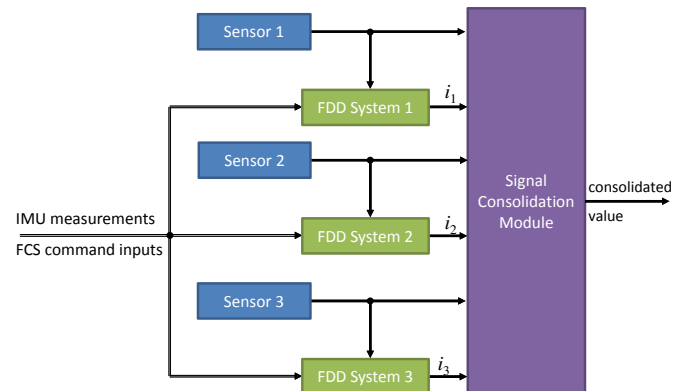 Sensor 1
FDD System 1
i1
Sensor 2
IMU measurements
FCS command inputs
FDD System 2
i2
Sensor 3
FDD System 3
i3
Signal
Consolidation
Module
consolidated
value